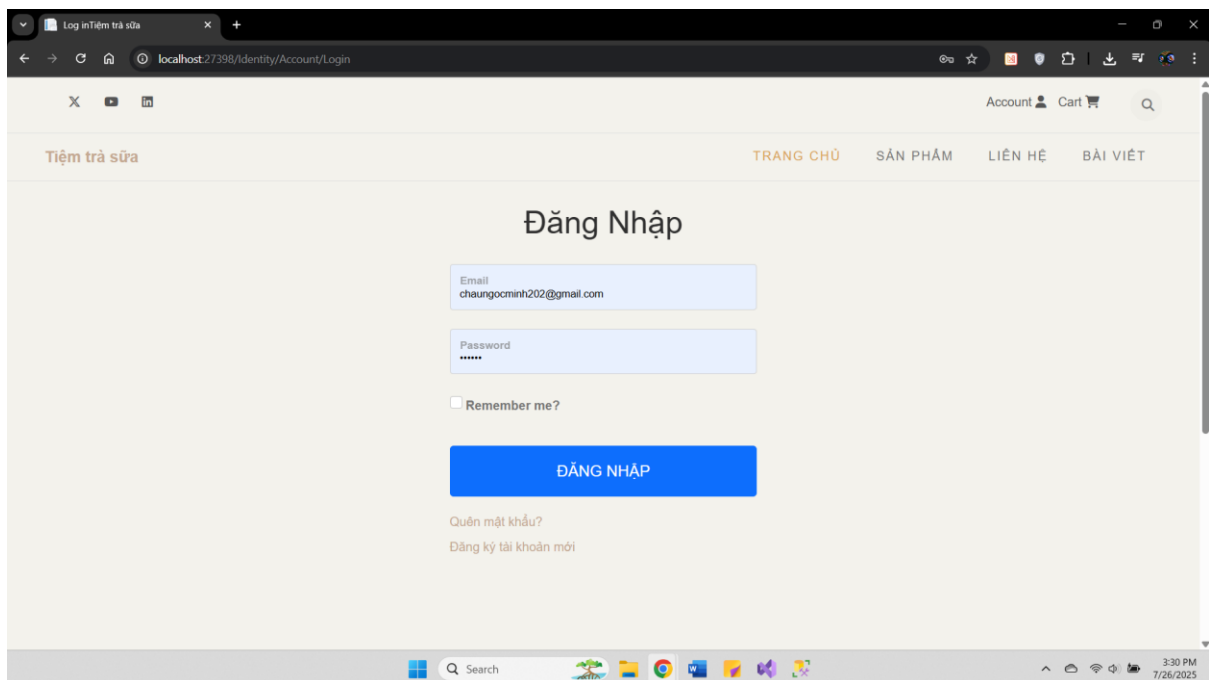 Log inTiệm trà sữa
localhost:27398/Identity/Account/Login
Account Cart
Tiệm trà sữa
TRANG CHỦ SẢN PHẨM LIÊN HỆ BÀI VIẾT
Đăng Nhập
Email
chaungocminh202@gmail.com
Password
Remember me?
ĐĂNG NHẬP
Quên mật khẩu?
Đăng ký tài khoản mới
Search
3:30 PM
7/26/2025